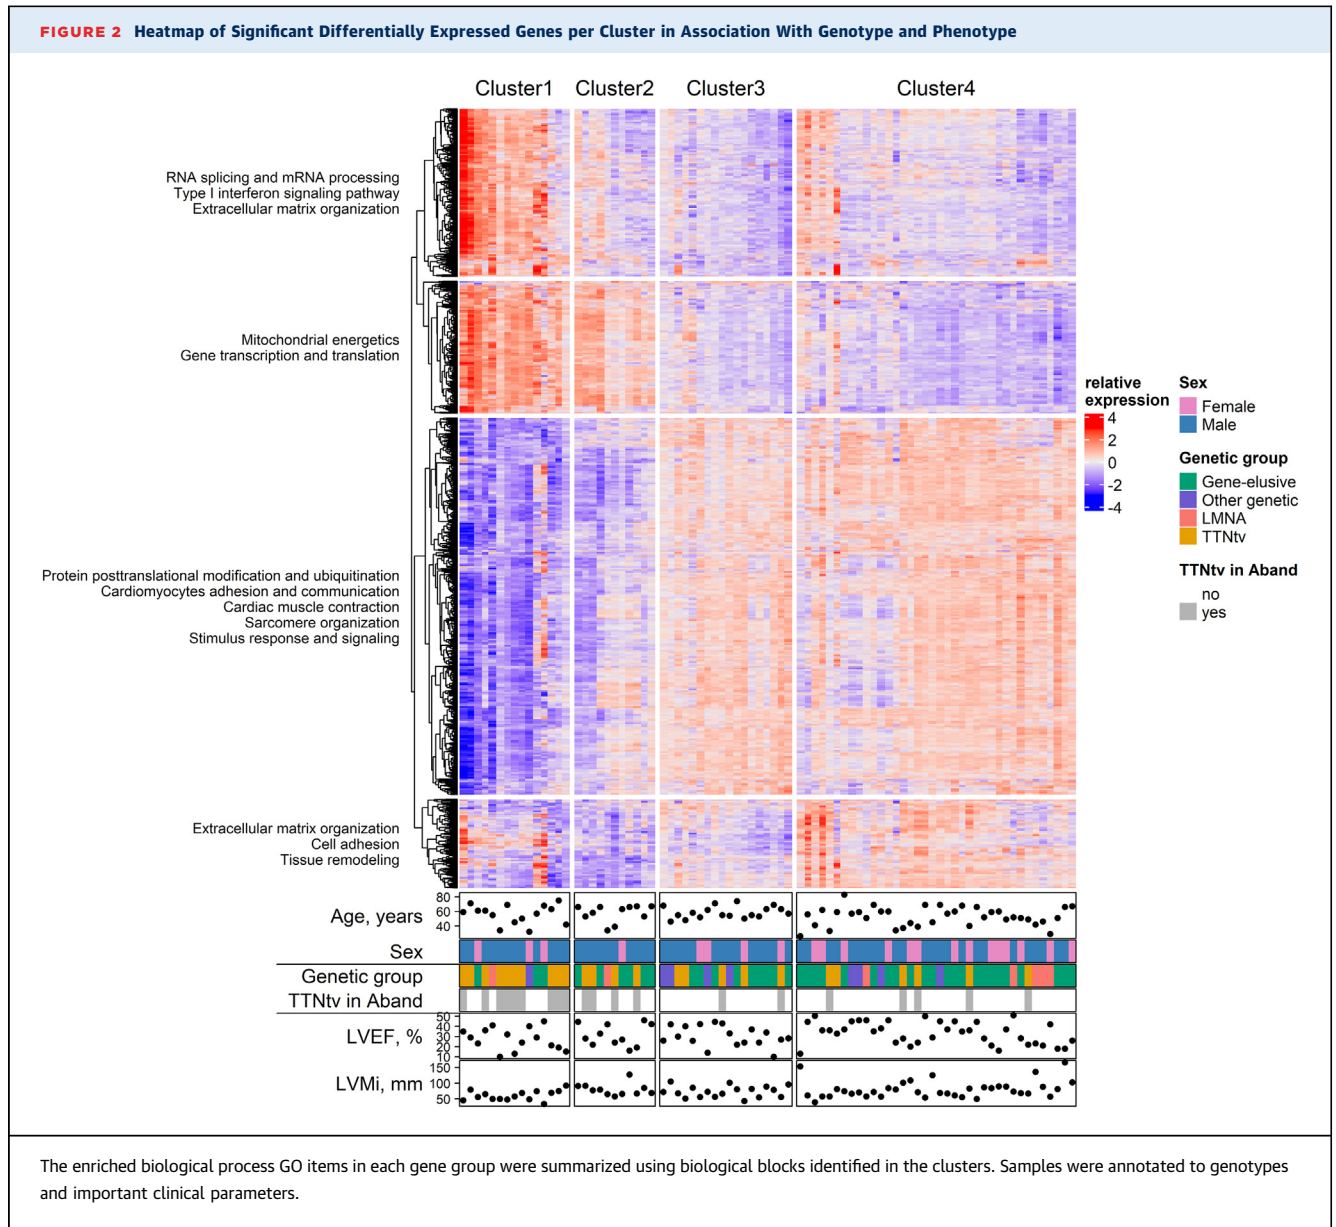 FIGURE 2 Heatmap of Significant Differentially Expressed Genes per Cluster in Association With Genotype and Phenotype
Cluster1 Cluster2 Cluster3 Cluster4
RNA splicing and mRNA processing
Type I interferon signaling pathway
Extracellular matrix organization
Mitochondrial energetics
Gene transcription and translation
Protein posttranslational modification and ubiquitination
Cardiomyocytes adhesion and communication
Cardiac muscle contraction
Sarcomere organization
Stimulus response and signaling
Extracellular matrix organization
Cell adhesion
Tissue remodeling
relative
expression
4
2
0
-2
-4
Sex
Female
Male
Genetic group
Gene-elusive
Other genetic
LMNA
TTNtv
TTNtv in Aband
no
yes
Age, years
80
60
40
Sex
Genetic group
TTNtv in Aband
LVEF, %
50
40
30
20
10
LVMi, mm
150
100
50
The enriched biological process GO items in each gene group were summarized using biological blocks identified in the clusters. Samples were annotated to genotypes
and important clinical parameters.